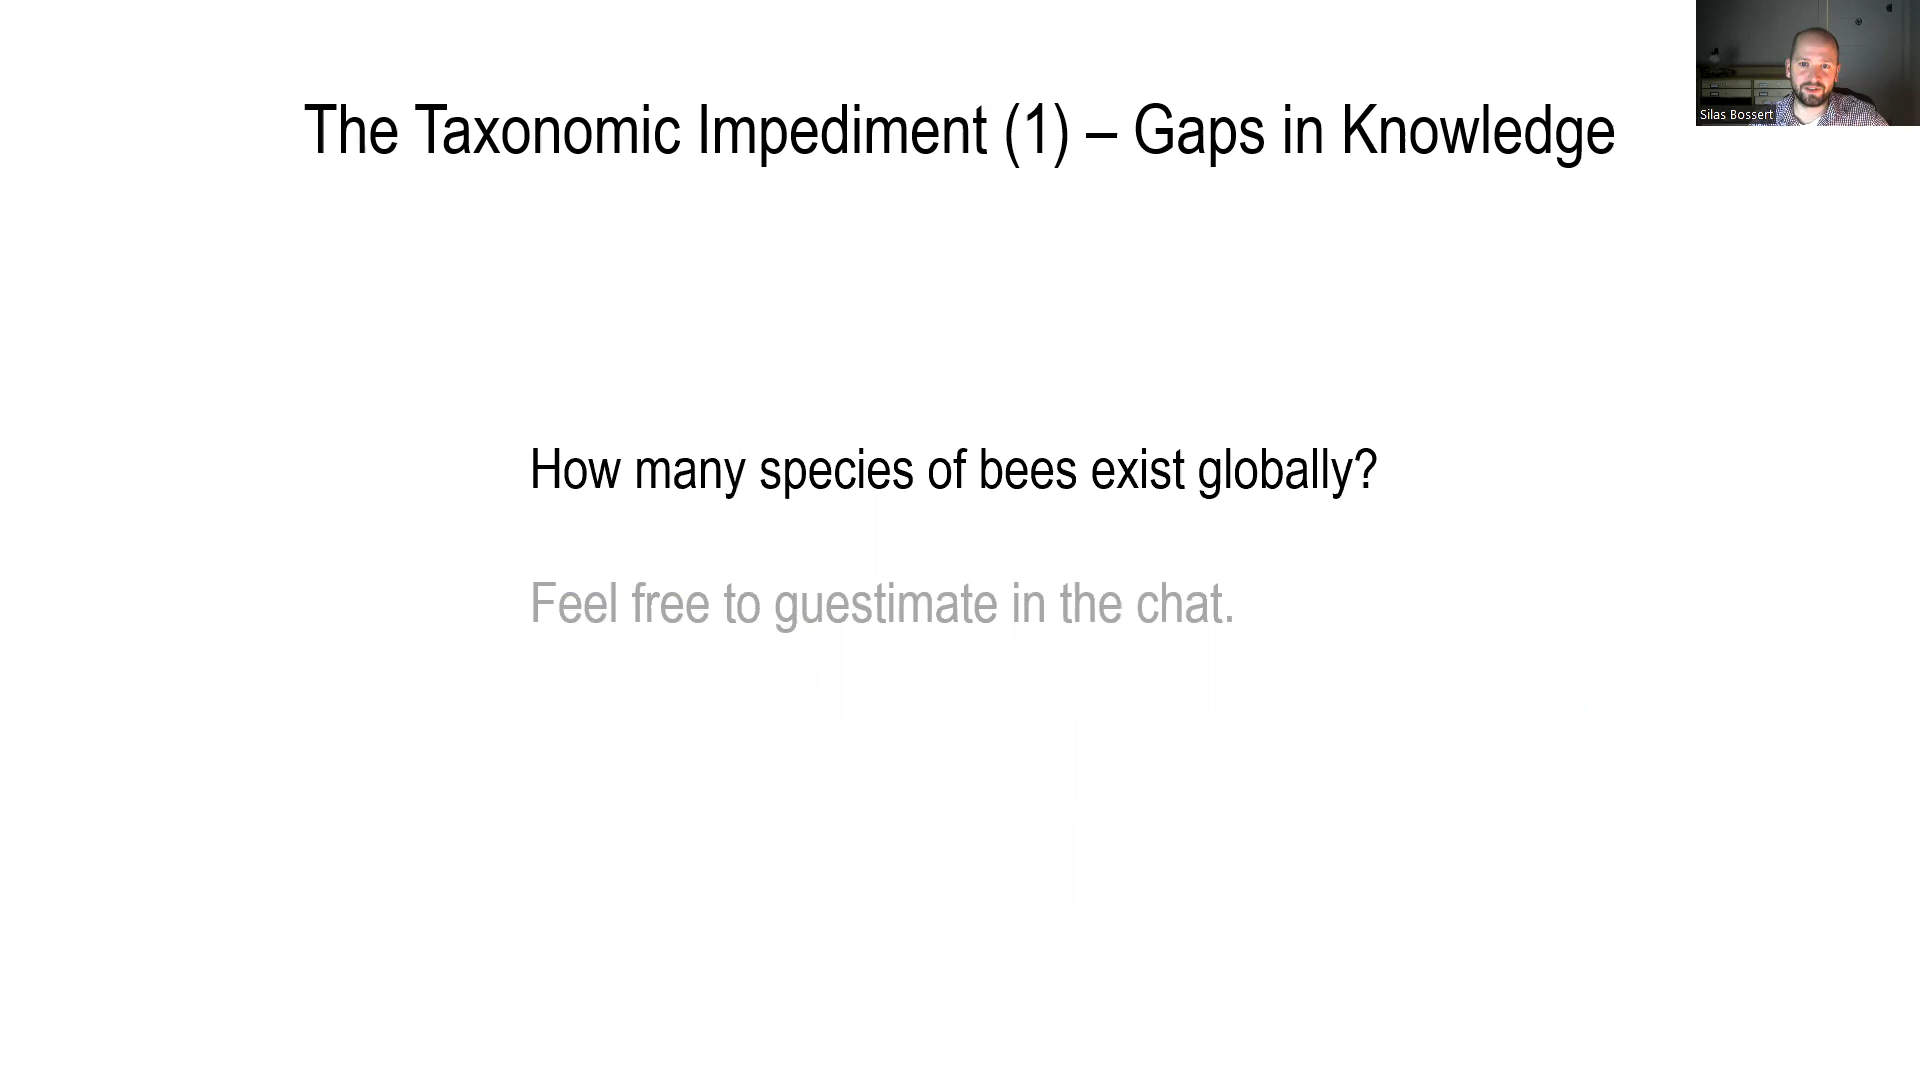 The Taxonomic Impediment (1) – Gaps in Knowledge
Silas Bossert
How many species of bees exist globally?
Feel free to guestimate in the chat.